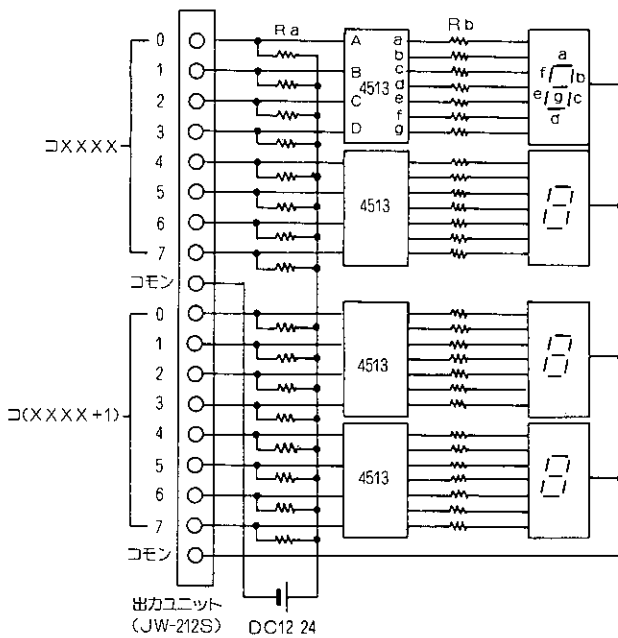 Ra Rb
0 A a
b
1 B c
d
2 C 4513 e
f
3 D g
a
f b
g
e c
d
コXXXX
4
5 4513
6
7
コモン
0
1
2 4513
3
コ(XXXX+1)
4
5 4513
6
7
コモン
出力ユニット
(JW-212S) DC12 24